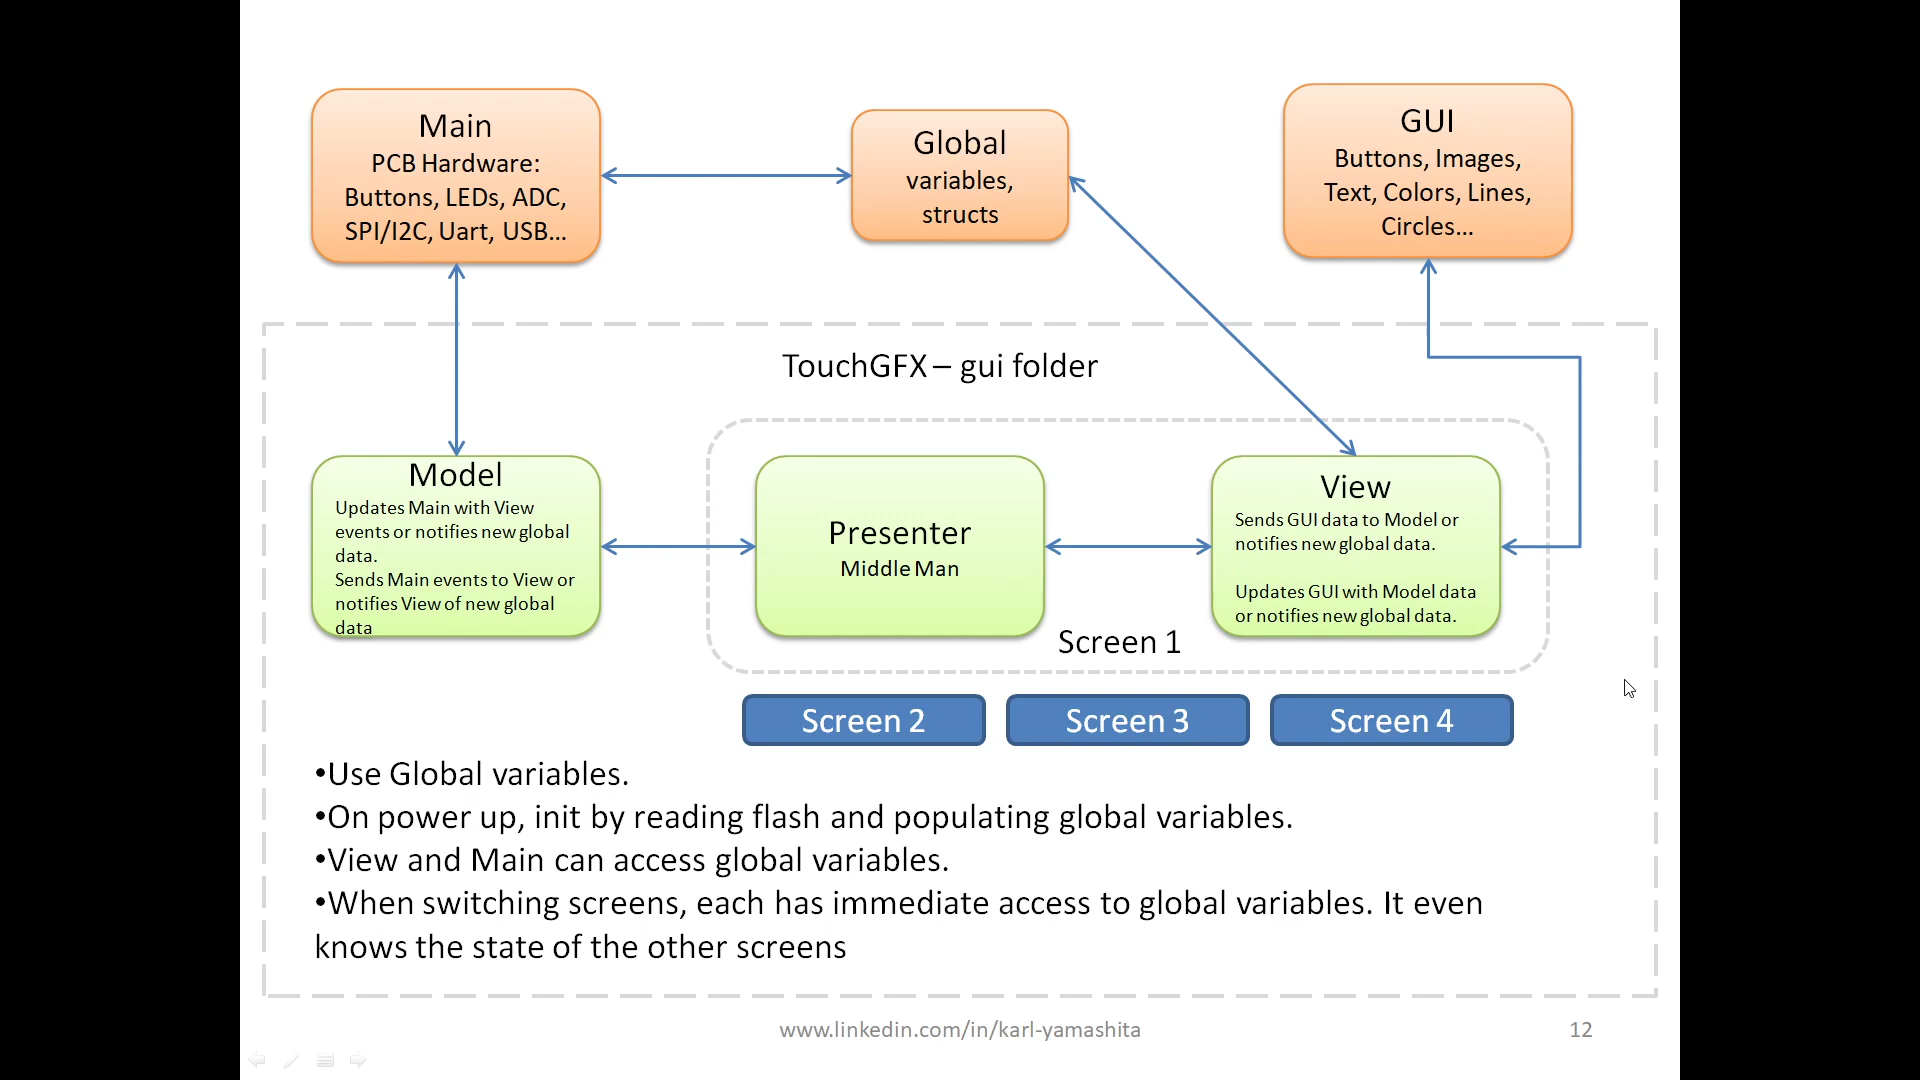 Main
PCB Hardware:
Buttons, LEDs, ADC,
SPI/I2C, Uart, USB...
Global
variables,
structs
GUI
Buttons, Images,
Text, Colors, Lines,
Circles...
TouchGFX – gui folder
Model
Updates Main with View
events or notifies new global
data.
Sends Main events to View or
notifies View of new global
data
Presenter
Middle Man
View
Sends GUI data to Model or
notifies new global data.
Updates GUI with Model data
or notifies new global data.
Screen 1
Screen 2
Screen 3
Screen 4
•Use Global variables.
•On power up, init by reading flash and populating global variables.
•View and Main can access global variables.
•When switching screens, each has immediate access to global variables. It even
knows the state of the other screens
www.linkedin.com/in/karl-yamashita
12